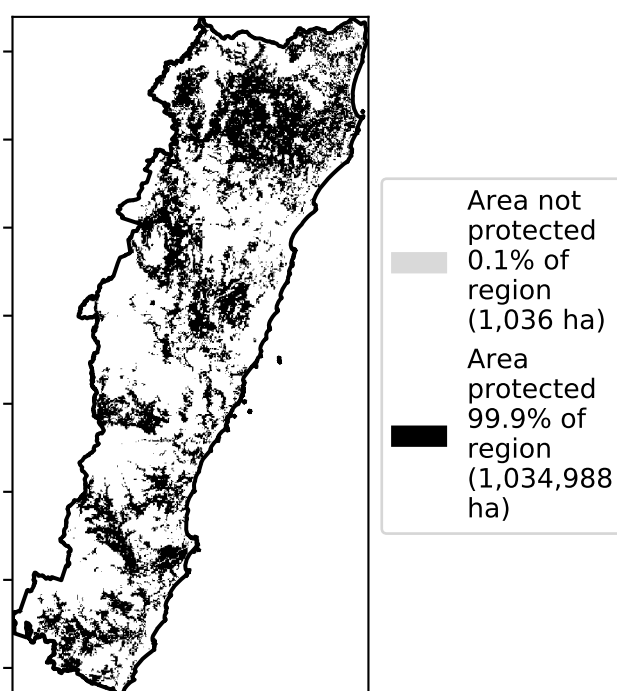 Area not
protected
0.1% of
region
(1,036 ha)
Area
protected
99.9% of
region
(1,034,988
ha)